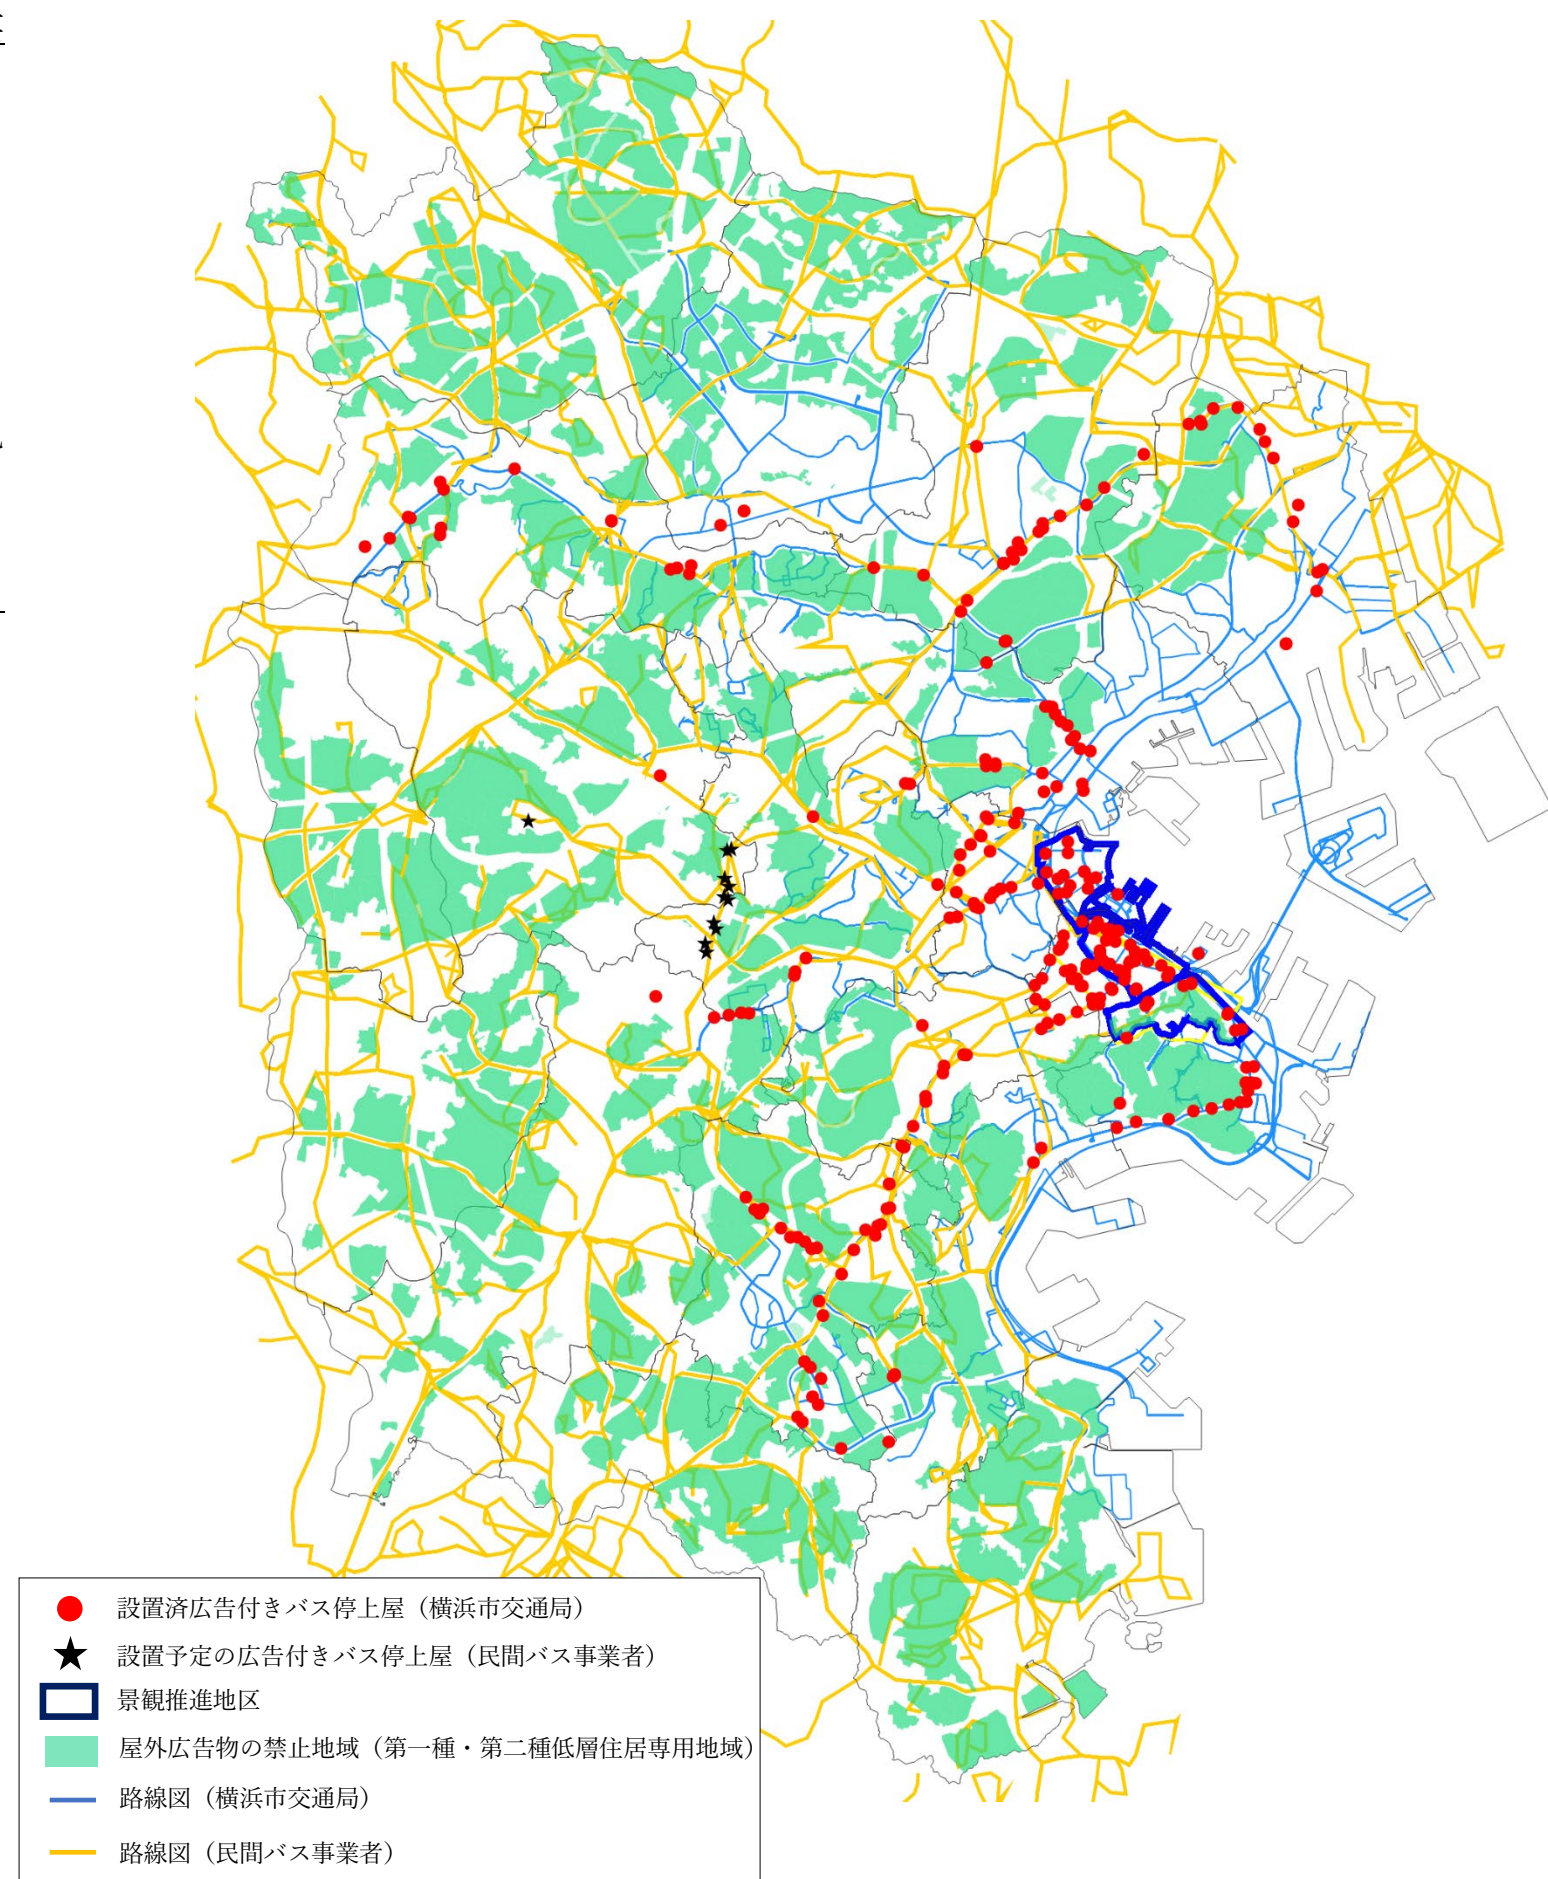 設置済広告付きバス停上屋（横浜市交通局）
設置予定の広告付きバス停上屋（民間バス事業者）
景観推進地区
屋外広告物の禁止地域（第一種・第二種低層住居専用地域）
路線図（横浜市交通局）
路線図（民間バス事業者）